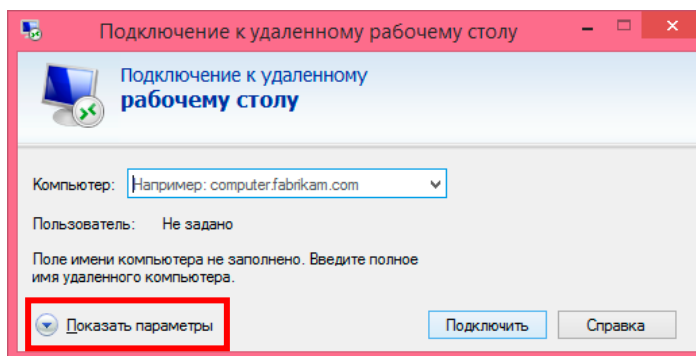 Подключение к удаленному рабочему столу
Подключение к удаленному
рабочему столу
Компьютер: Например: computer.fabrikam.com
Пользователь: Не задано
Поле имени компьютера не заполнено. Введите полное
имя удаленного компьютера.
Показать параметры Подключить Справка